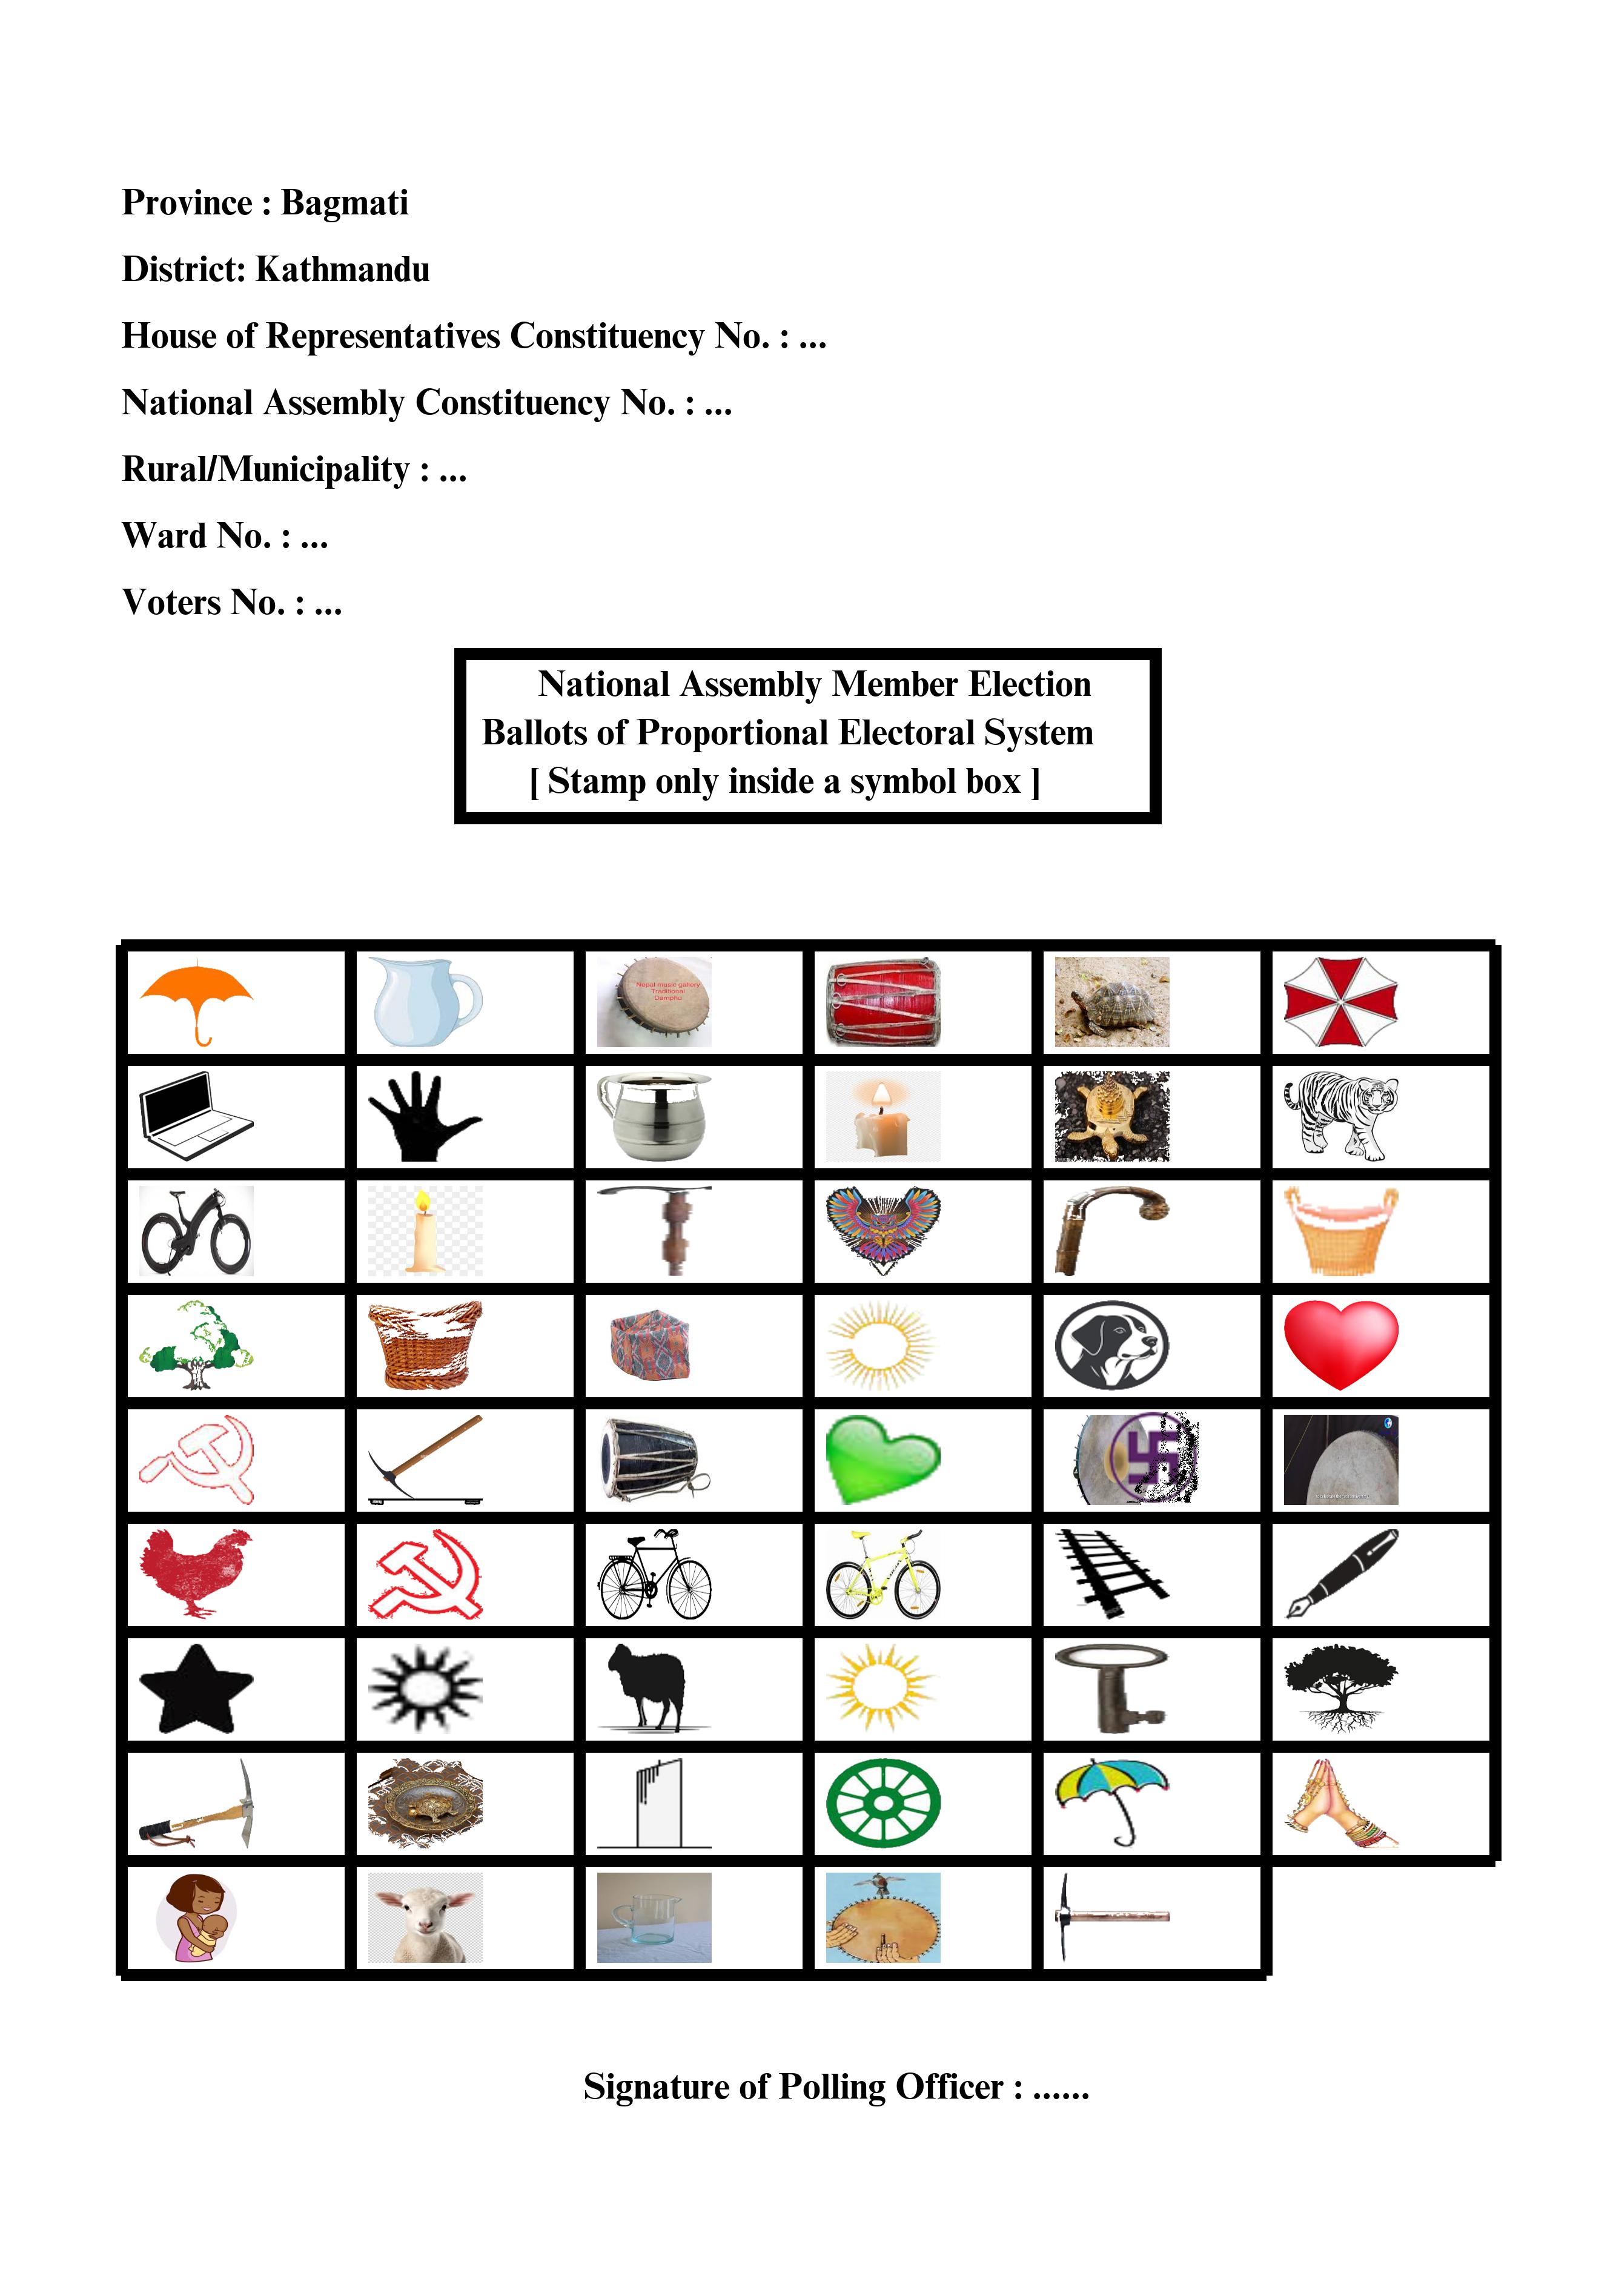 Province : Bagmati
District: Kathmandu
House of Representatives Constituency No. : ...
National Assembly Constituency No. : ...
Rural/Municipality : ...
Ward No. : ...
Voters No. : ...
National Assembly Member Election
Ballots of Proportional Electoral System
[ Stamp only inside a symbol box ]
Nepal music gallery
Traditional
Damphu
Signature of Polling Officer : ......